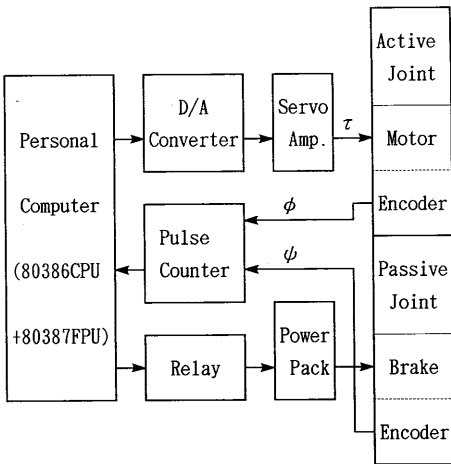 Personal
Computer
(80386CPU
+80387FPU)
D/A
Converter
Servo
Amp.
τ
Pulse
Counter
ϕ
ψ
Relay
Power
Pack
Active
Joint
Motor
Encoder
Passive
Joint
Brake
Encoder